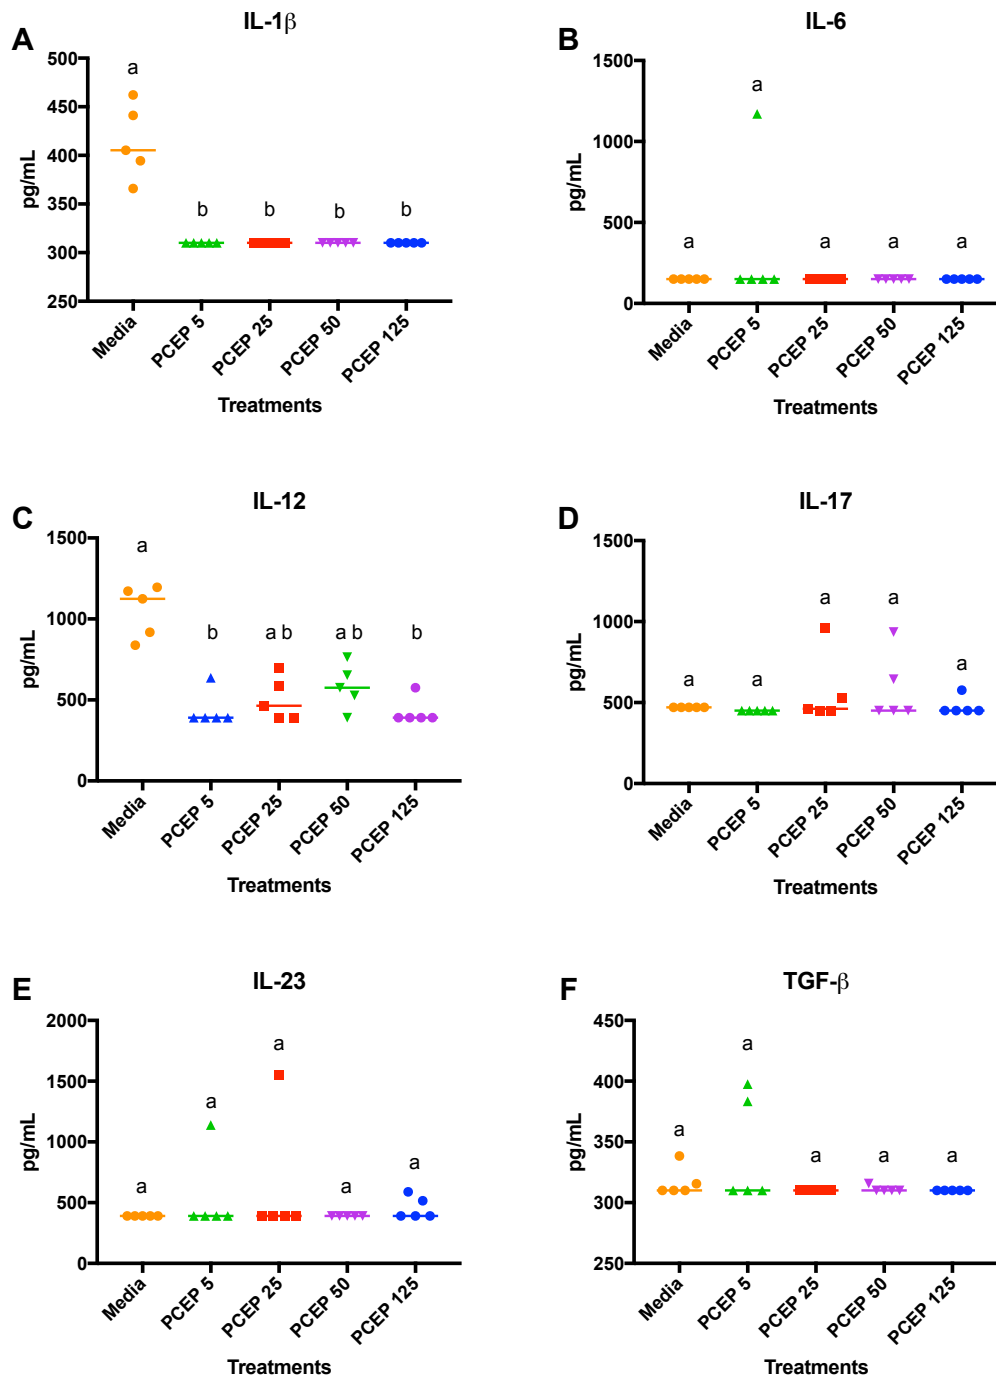 A
IL-1β
pg/mL
500
450
400
350
300
250
a
b
b
b
b
Media
PCEP 5
PCEP 25
PCEP 50
PCEP 125
Treatments
B
IL-6
pg/mL
1500
1000
500
0
a
a
a
a
a
Media
PCEP 5
PCEP 25
PCEP 50
PCEP 125
Treatments
C
IL-12
pg/mL
1500
1000
500
0
a
b
a b
a b
b
Media
PCEP 5
PCEP 25
PCEP 50
PCEP 125
Treatments
D
IL-17
pg/mL
1500
1000
500
0
a
a
a
a
a
Media
PCEP 5
PCEP 25
PCEP 50
PCEP 125
Treatments
E
IL-23
pg/mL
2000
1500
1000
500
0
a
a
a
a
a
Media
PCEP 5
PCEP 25
PCEP 50
PCEP 125
Treatments
F
TGF-β
pg/mL
450
400
350
300
250
a
a
a
a
a
Media
PCEP 5
PCEP 25
PCEP 50
PCEP 125
Treatments